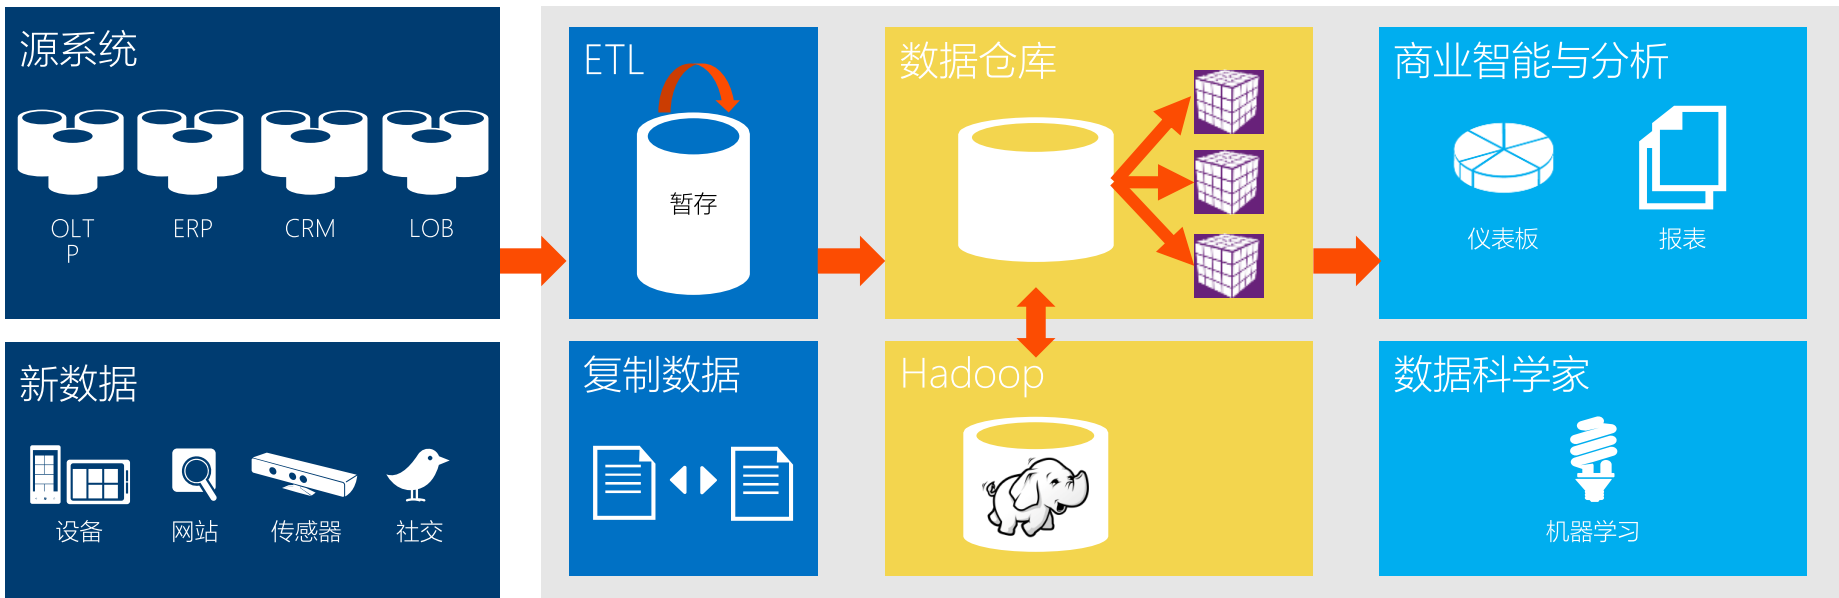 源系统
OLT
P
ERP
CRM
LOB
新数据
设备
网站
传感器
社交
ETL
暂存
复制数据
数据仓库
Hadoop
商业智能与分析
仪表板
报表
数据科学家
机器学习